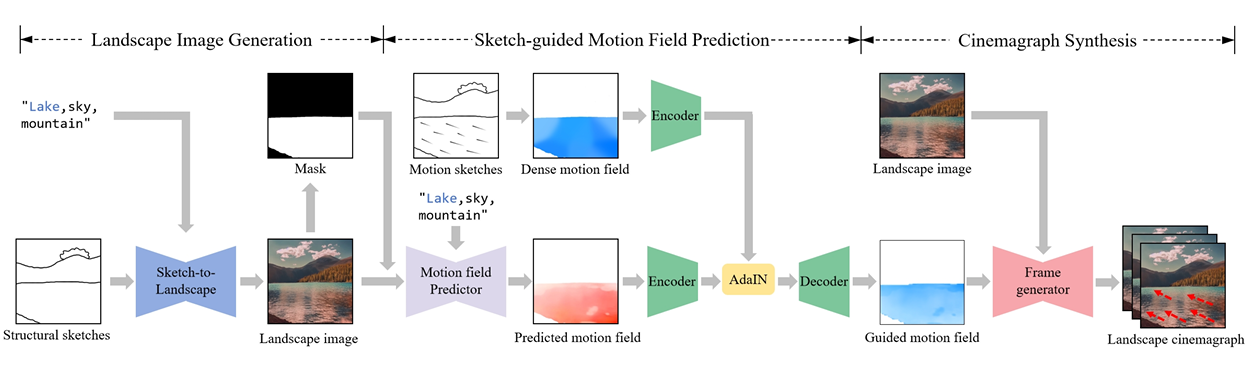 Landscape Image Generation
Sketch-guided Motion Field Prediction
Cinemagraph Synthesis
"Lake,sky,
mountain"
Mask
Motion sketches
Dense motion field
Encoder
Landscape image
"Lake,sky,
mountain"
Structural sketches
Sketch-to-
Landscape
Landscape image
Motion field
Predictor
Predicted motion field
Encoder
AdaIN
Decoder
Guided motion field
Frame
generator
Landscape cinemagraph